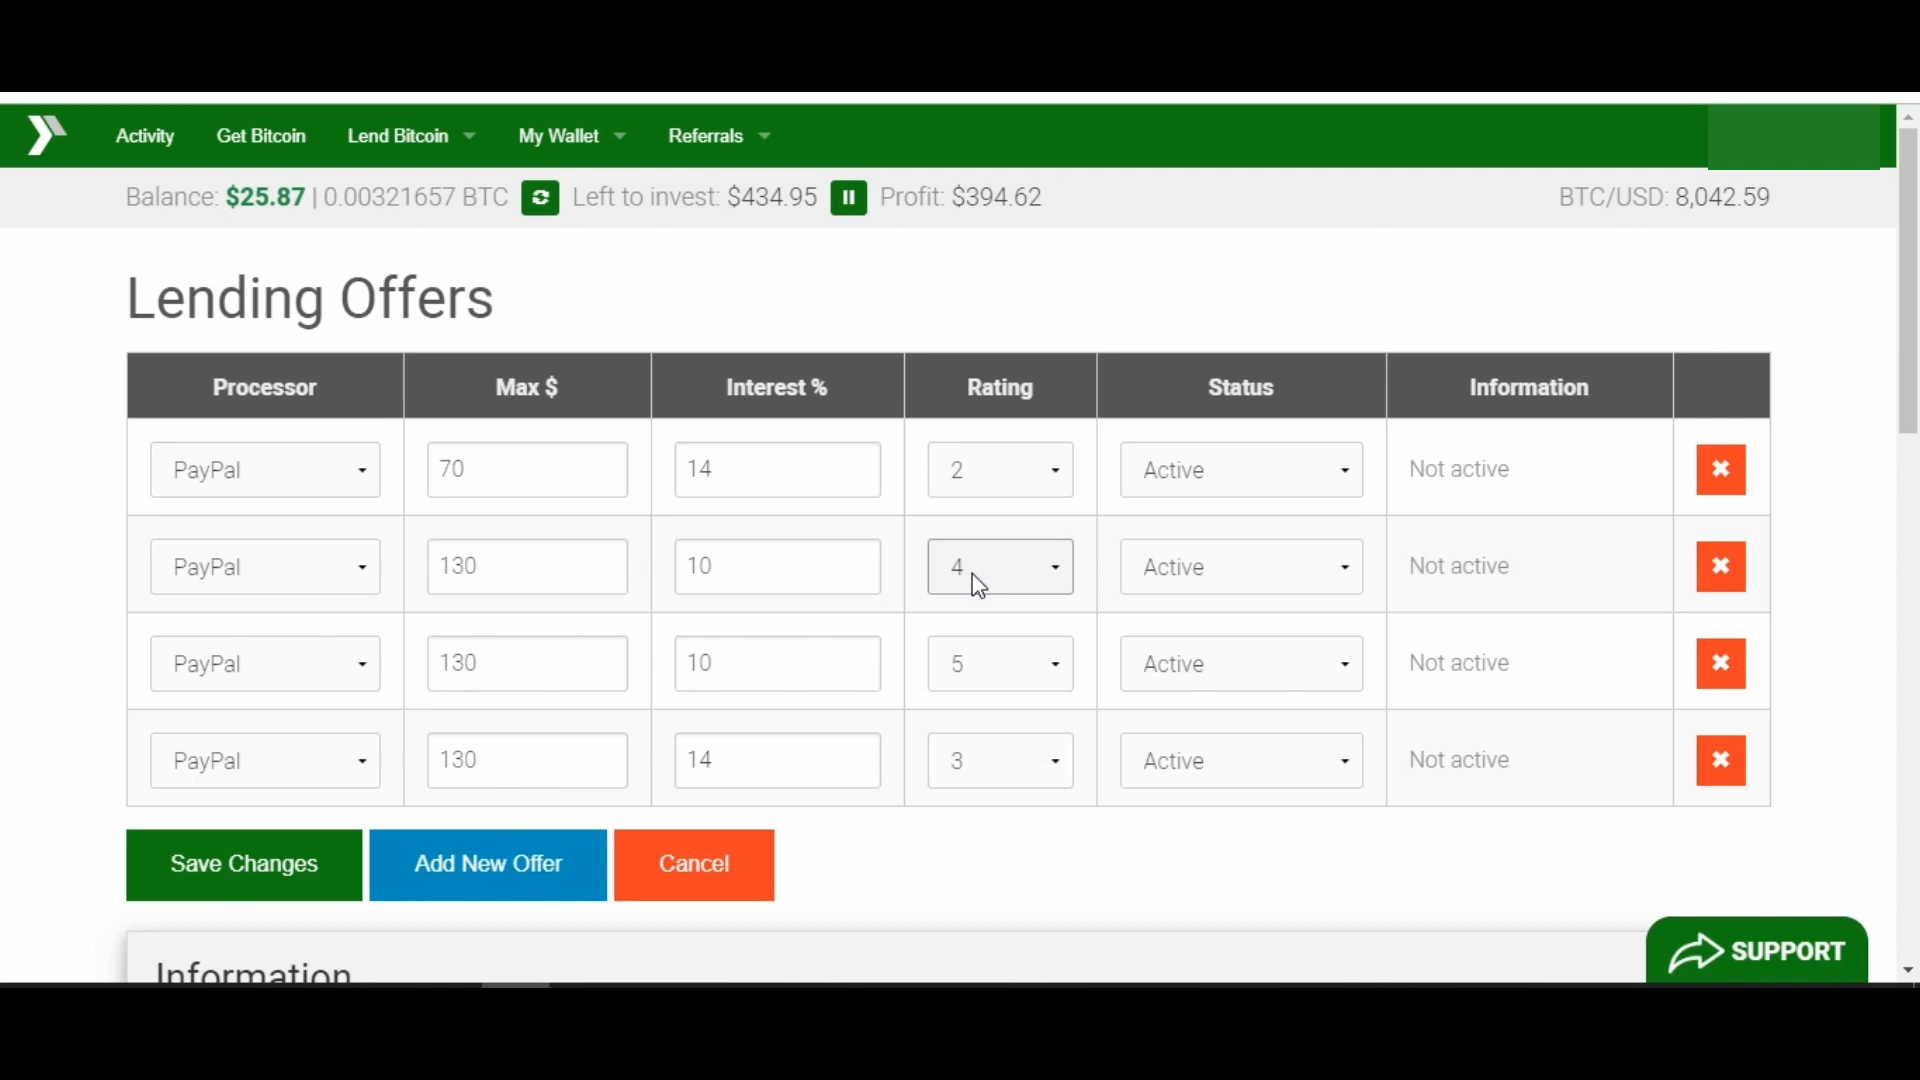 Activity Get Bitcoin Lend Bitcoin My Wallet Referrals
Balance: $25.87 | 0.00321657 BTC Left to invest: $434.95 Profit: $394.62 BTC/USD: 8,042.59
Lending Offers
Processor Max $ Interest % Rating Status Information
PayPal 70 14 2 Active Not active
PayPal 130 10 4 Active Not active
PayPal 130 10 5 Active Not active
PayPal 130 14 3 Active Not active
Save Changes Add New Offer Cancel
SUPPORT
Information